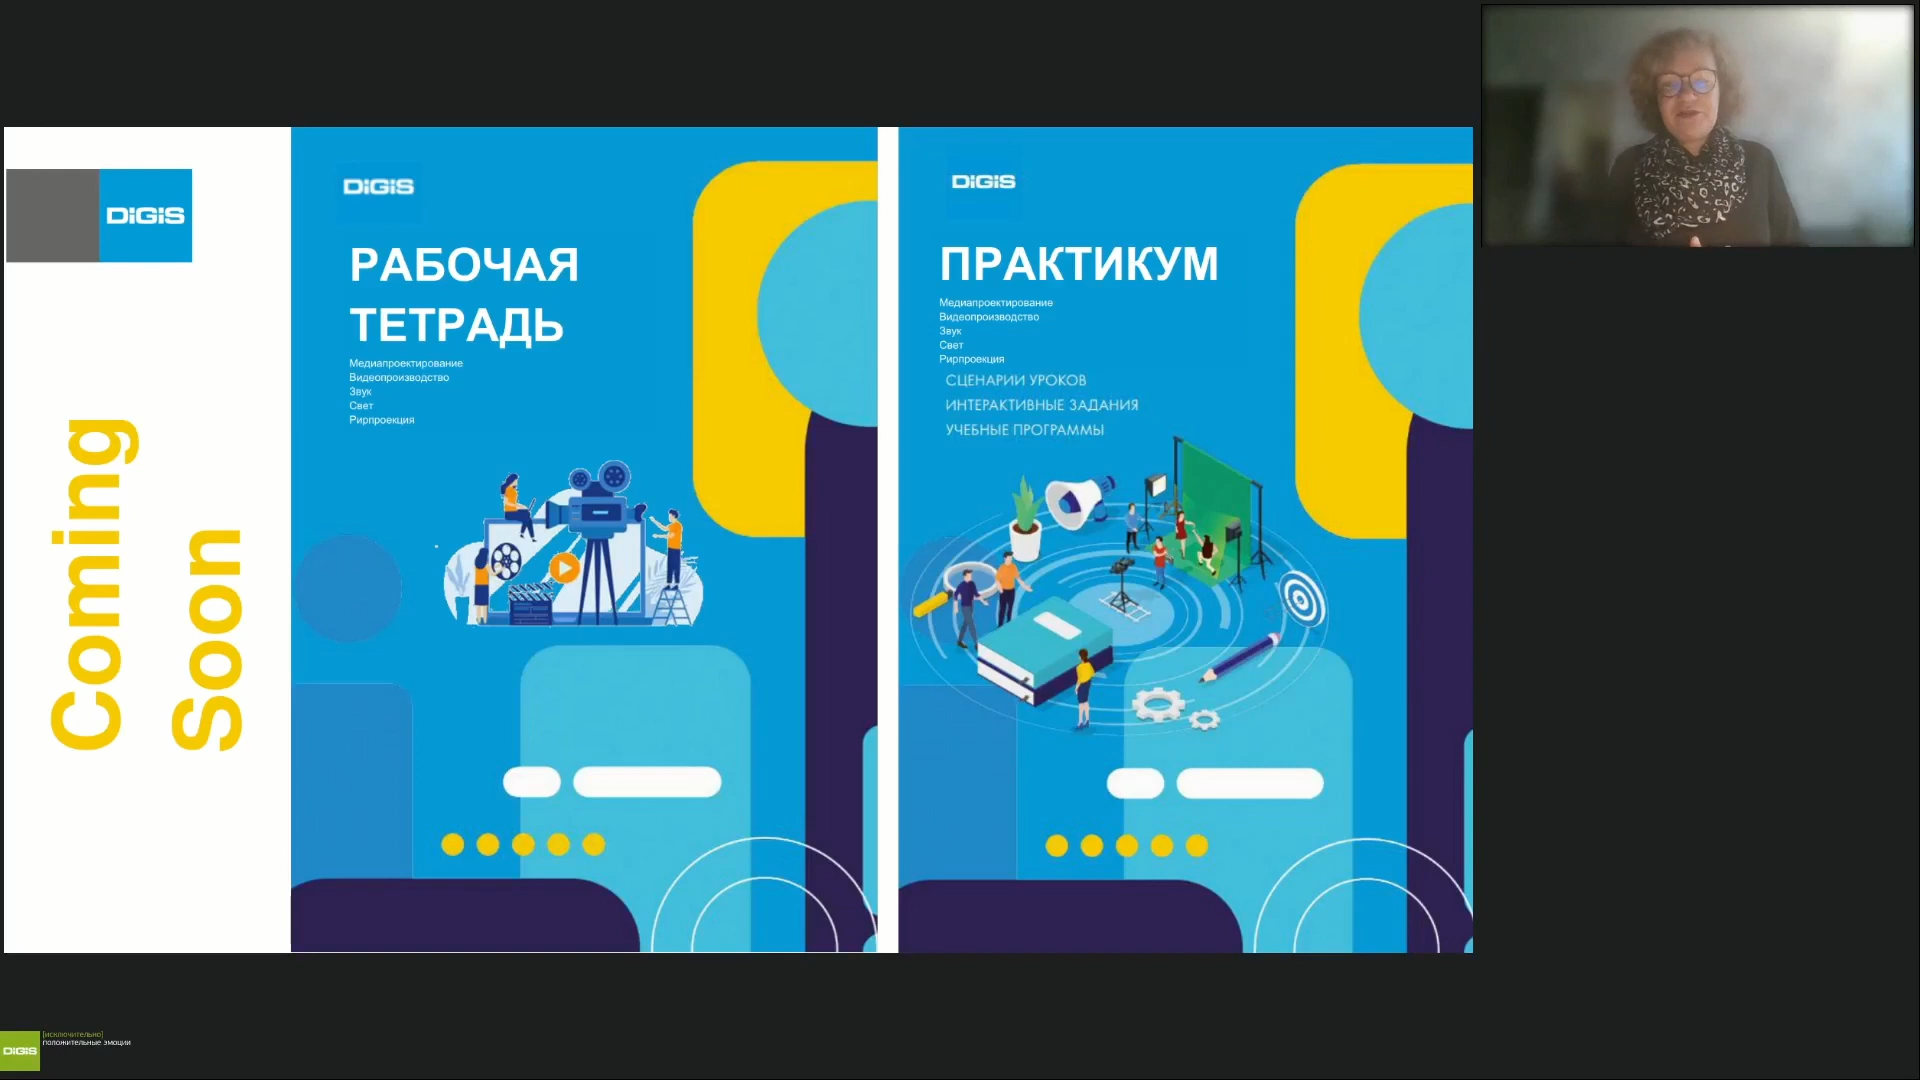 DIGIS
Coming
Soon
DIGIS
РАБОЧАЯ
ТЕТРАДЬ
Медиапроектирование
Видеопроизводство
Звук
Свет
Рирпроекция
DIGIS
ПРАКТИКУМ
Медиапроектирование
Видеопроизводство
Звук
Свет
Рирпроекция
СЦЕНАРИИ УРОКОВ
ИНТЕРАКТИВНЫЕ ЗАДАНИЯ
УЧЕБНЫЕ ПРОГРАММЫ
DIGIS
[исключительно]
положительные эмоции